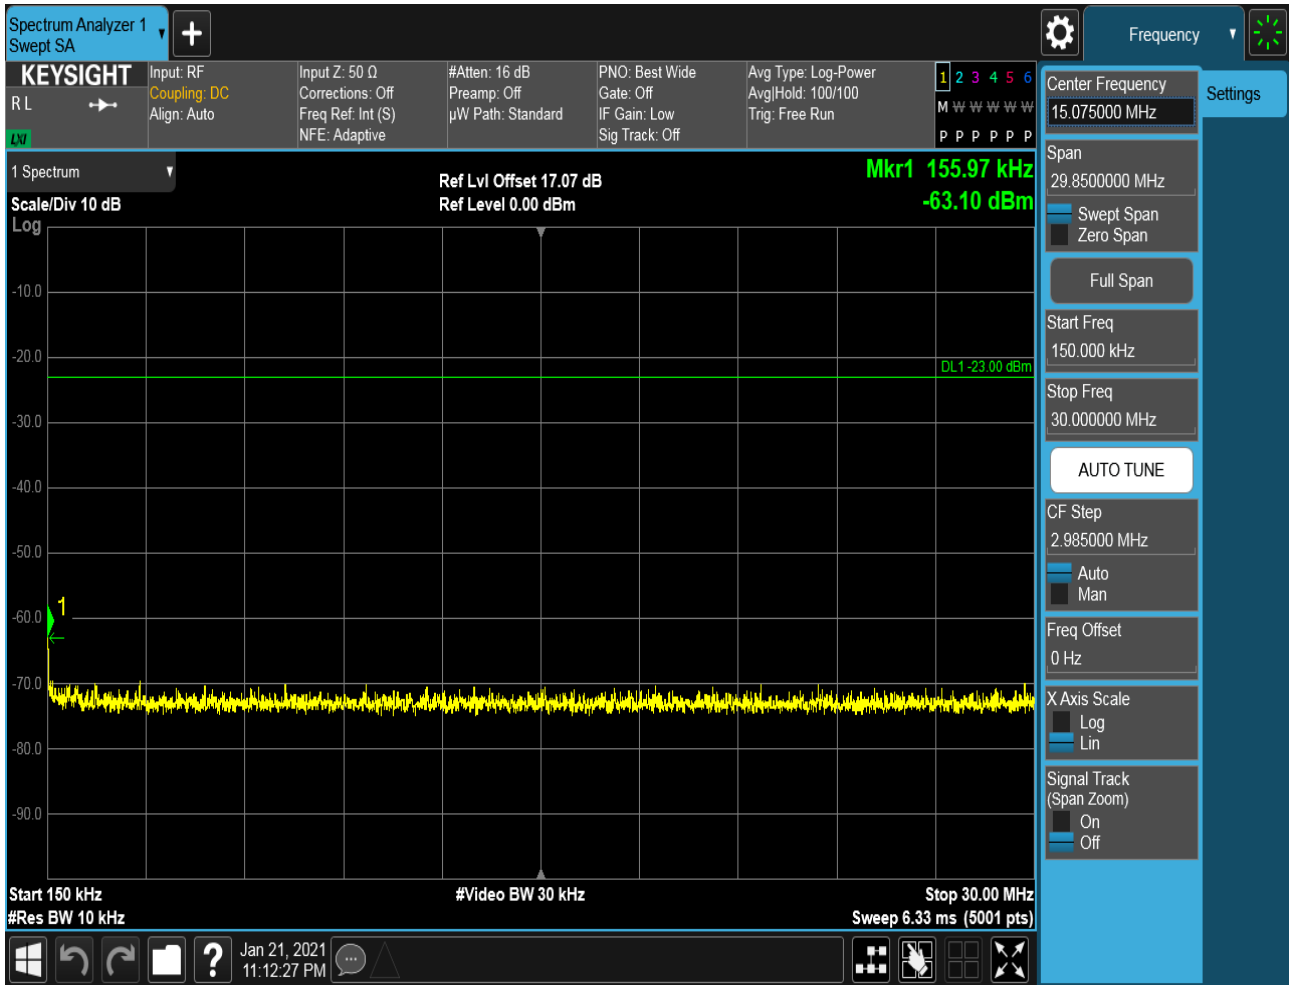 Spectrum Analyzer 1
Swept SA
Frequency
KEYSIGHT
R L
LXI
Input: RF
Coupling: DC
Align: Auto
Input Z: 50 Ω
Corrections: Off
Freq Ref: Int (S)
NFE: Adaptive
#Atten: 16 dB
Preamp: Off
µW Path: Standard
PNO: Best Wide
Gate: Off
IF Gain: Low
Sig Track: Off
Avg Type: Log-Power
Avg|Hold: 100/100
Trig: Free Run
1 2 3 4 5 6
M W W W W W
P P P P P P
1 Spectrum
Scale/Div 10 dB
Log
Ref Lvl Offset 17.07 dB
Ref Level 0.00 dBm
Mkr1 155.97 kHz
-63.10 dBm
-10.0
-20.0
DL1 -23.00 dBm
-30.0
-40.0
-50.0
-60.0
1
-70.0
-80.0
-90.0
Start 150 kHz
#Video BW 30 kHz
Stop 30.00 MHz
#Res BW 10 kHz
Sweep 6.33 ms (5001 pts)
?
Jan 21, 2021
11:12:27 PM
Center Frequency
15.075000 MHz
Settings
Span
29.8500000 MHz
Swept Span
Zero Span
Full Span
Start Freq
150.000 kHz
Stop Freq
30.000000 MHz
AUTO TUNE
CF Step
2.985000 MHz
Auto
Man
Freq Offset
0 Hz
X Axis Scale
Log
Lin
Signal Track
(Span Zoom)
On
Off